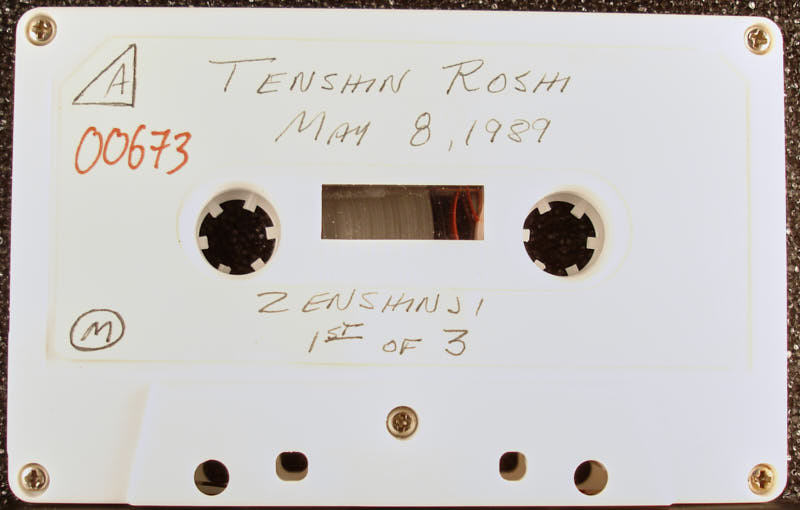 A
TENSHIN ROSHI
MAY 8, 1989
00673
ZENSHINJI
1ST OF 3
M